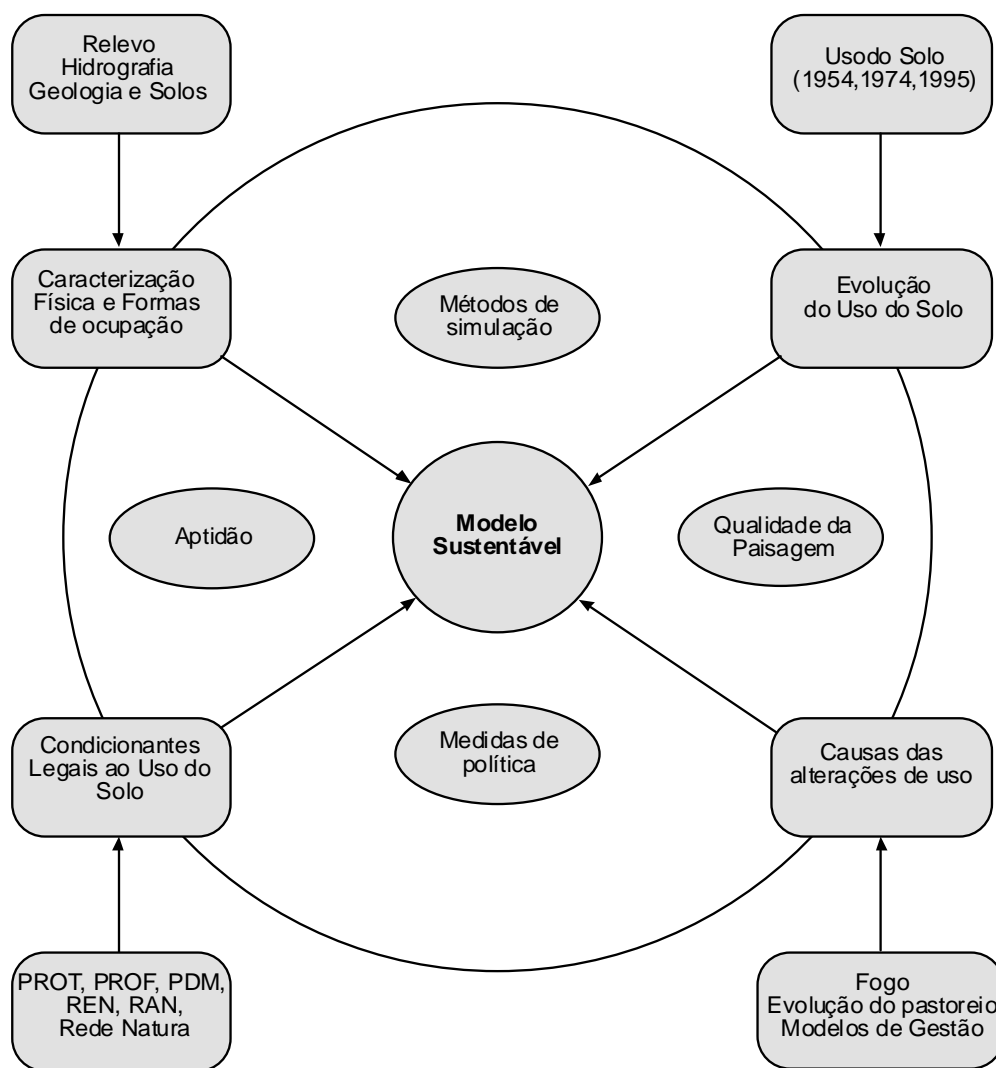 Relevo
Hidrografia
Geologia e Solos
Usodo Solo
(1954,1974,1995)
Caracterização
Física e Formas
de ocupação
Métodos de
simulação
Evolução
do Uso do Solo
Aptidão
Modelo
Sustentável
Qualidade da
Paisagem
Condicionantes
Legais ao Uso do
Solo
Medidas de
política
Causas das
alterações de uso
PROT, PROF, PDM,
REN, RAN,
Rede Natura
Fogo
Evolução do pastoreio
Modelos de Gestão